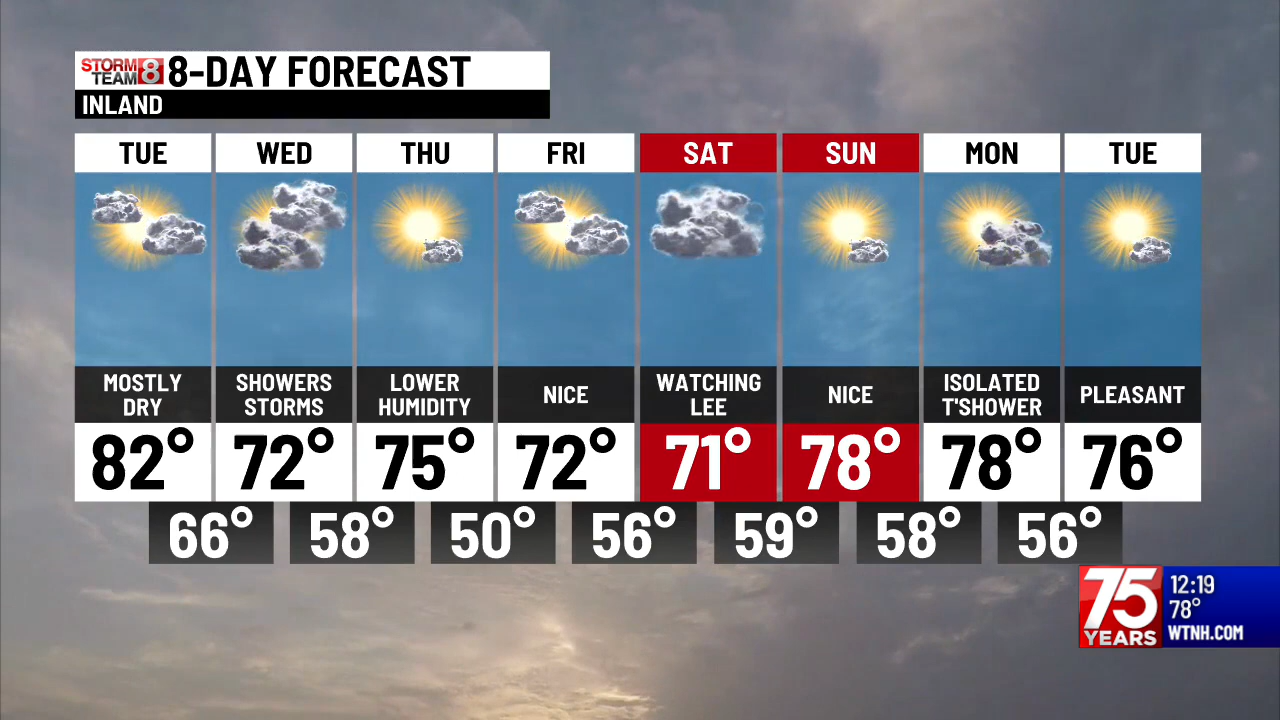 STORM TEAM 8 8-DAY FORECAST
INLAND
TUE WED THU FRI SAT SUN MON TUE
MOSTLY DRY
SHOWERS STORMS
LOWER HUMIDITY
NICE
WATCHING LEE
NICE
ISOLATED T'SHOWER
PLEASANT
82° 72° 75° 72° 71° 78° 78° 76°
66° 58° 50° 56° 59° 58° 56°
75 YEARS
12:19
78°
WTNH.COM